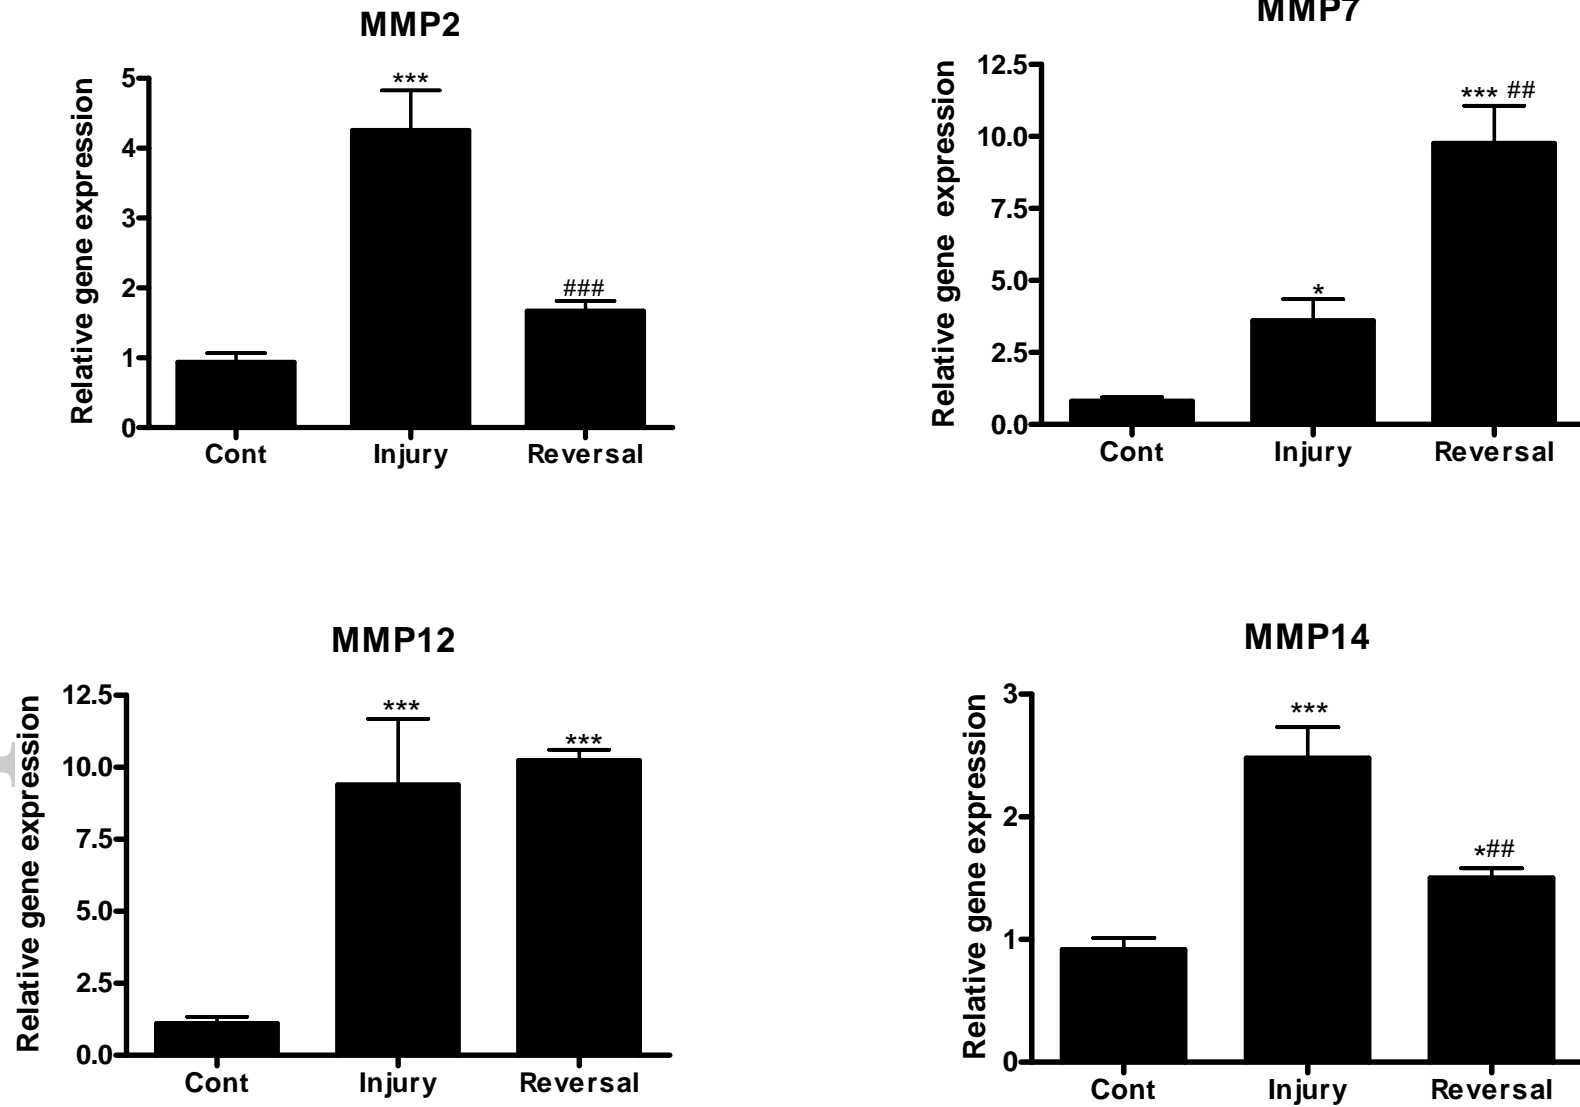 MMP2
Relative gene expression
5
4
3
2
1
0
***
###
Cont Injury Reversal
MMP7
Relative gene expression
12.5
10.0
7.5
5.0
2.5
0.0
*
*** ##
Cont Injury Reversal
MMP12
Relative gene expression
12.5
10.0
7.5
5.0
2.5
0.0
***
***
Cont Injury Reversal
MMP14
Relative gene expression
3
2
1
0
***
*##
Cont Injury Reversal